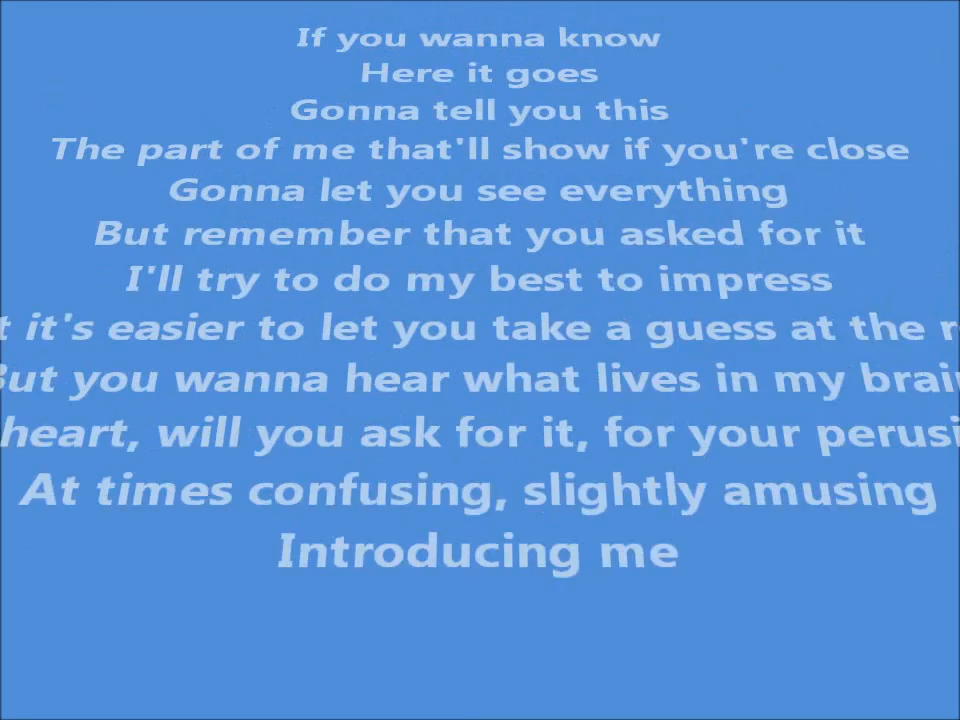 If you wanna know
Here it goes
Gonna tell you this
The part of me that'll show if you're close
Gonna let you see everything
But remember that you asked for it
I'll try to do my best to impress
it's easier to let you take a guess at the
But you wanna hear what lives in my brain
heart, will you ask for it, for your
At times confusing, slightly amusing
Introducing me